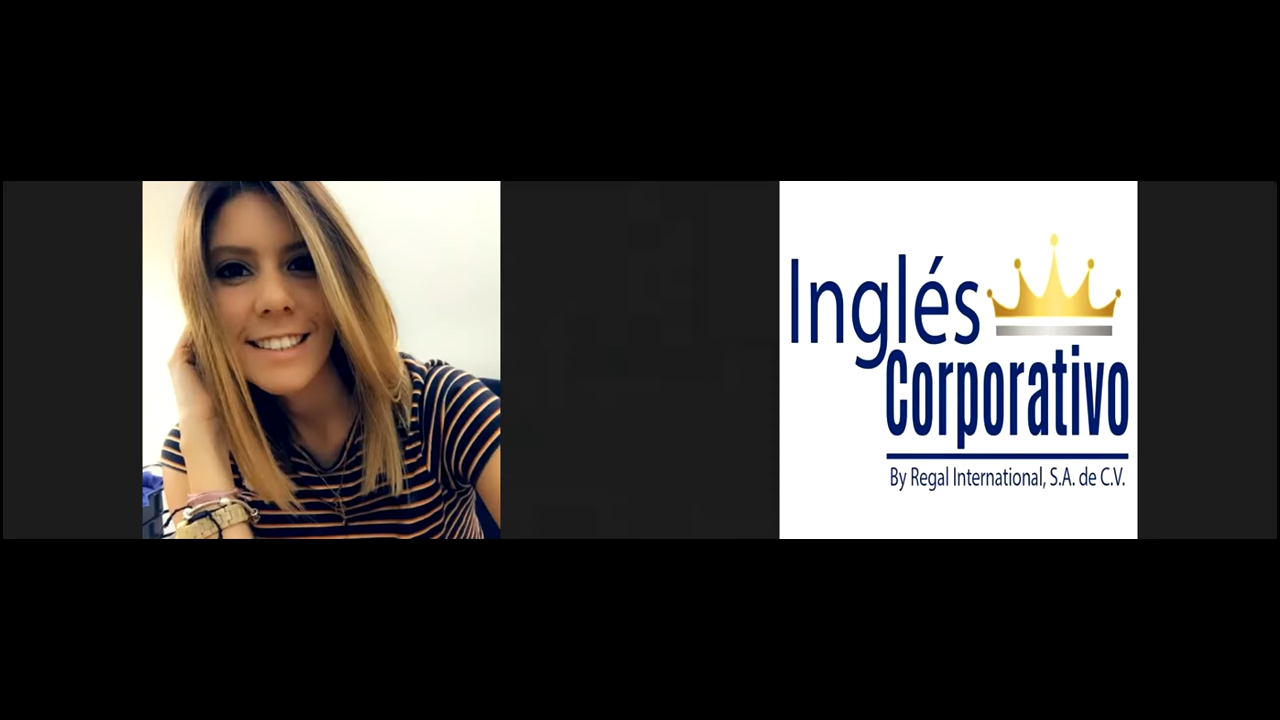 Inglés
Corporativo
By Regal International, S.A. de C.V.